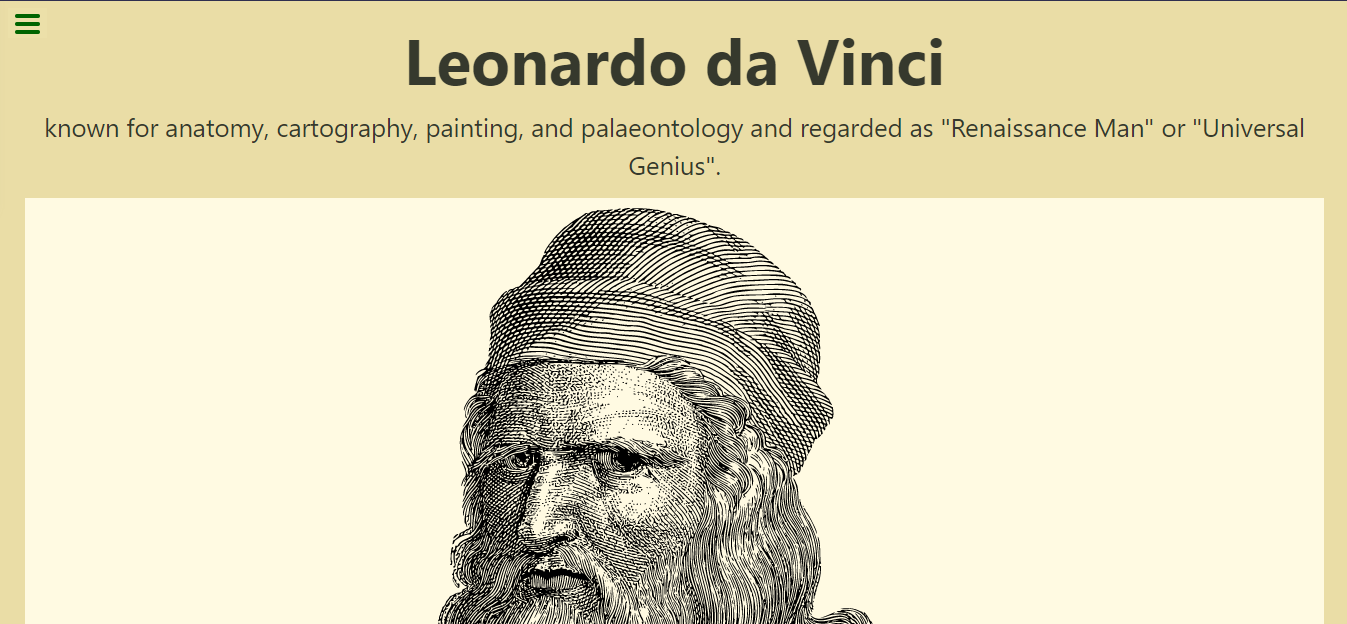 Leonardo da Vinci
known for anatomy, cartography, painting, and palaeontology and regarded as "Renaissance Man" or "Universal
Genius".